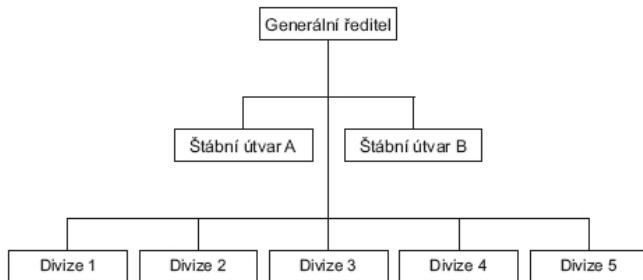 Generální ředitel
Štábní útvar A
Štábní útvar B
Divize 1
Divize 2
Divize 3
Divize 4
Divize 5